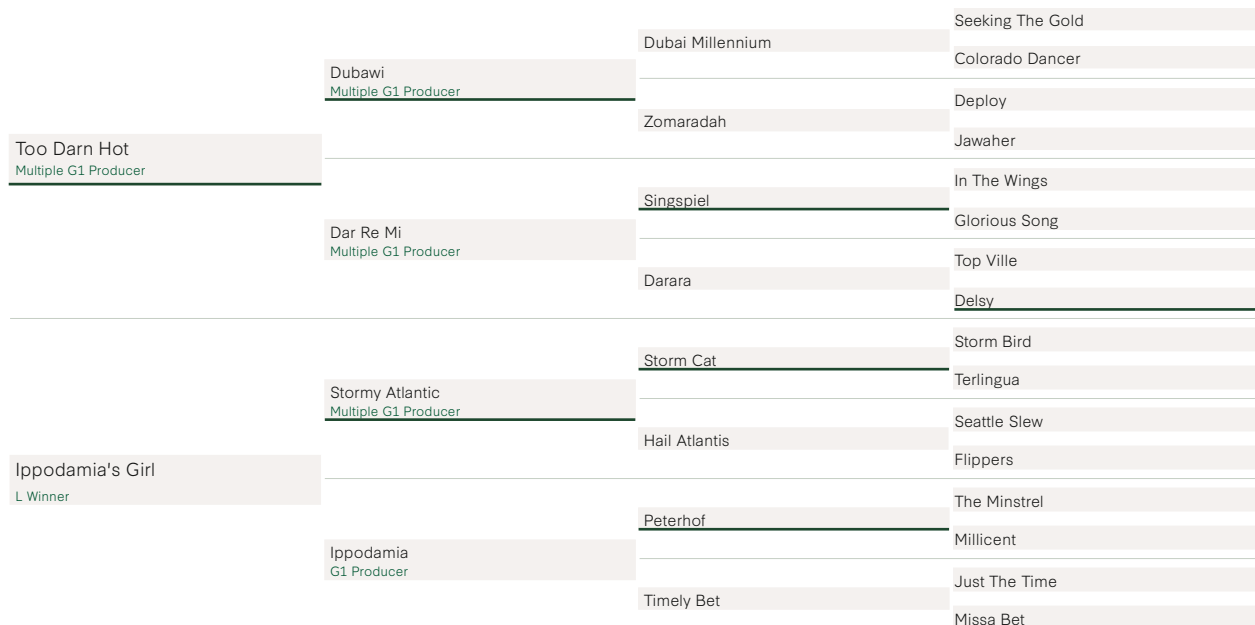 Too Darn Hot
Multiple G1 Producer
Ippodamia's Girl
L Winner
Dubawi
Multiple G1 Producer
Dar Re Mi
Multiple G1 Producer
Stormy Atlantic
Multiple G1 Producer
Ippodamia
G1 Producer
Dubai Millennium
Zomaradah
Singspiel
Darara
Storm Cat
Hail Atlantis
Peterhof
Timely Bet
Seeking The Gold
Colorado Dancer
Deploy
Jawaher
In The Wings
Glorious Song
Top Ville
Delsy
Storm Bird
Terlingua
Seattle Slew
Flippers
The Minstrel
Millicent
Just The Time
Missa Bet